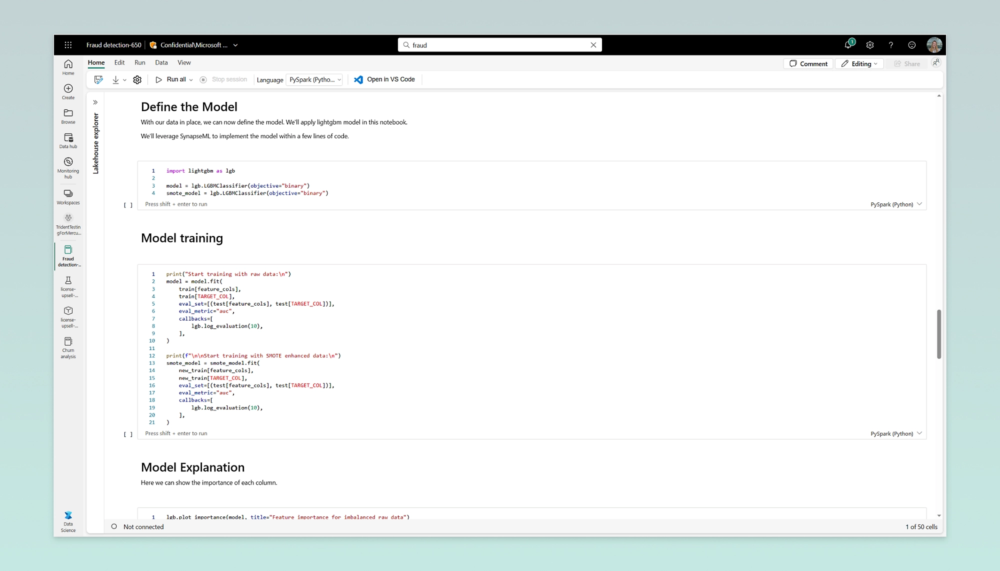 Fraud detection-650
Confidential\Microsoft ...
fraud
1
?
Home
Edit
Run
Data
View
Comment
Editing
Share
Run all
Stop session
Language
PySpark (Pytho...
Open in VS Code
Home
Create
Browse
Data hub
Monitoring
hub
Workspaces
TridentTestin
gForMercu...
Fraud
detection-..
license-
upsell-...
license-
upsell-...
Churn
analysis
Data
Science
Lakehouse explorer
Define the Model
With our data in place, we can now define the model. We'll apply lightgbm model in this notebook.
We'll leverage SynapseML to implement the model within a few lines of code.
1 import lightgbm as lgb
2
3 model = lgb.LGBMClassifier(objective="binary")
4 smote_model = lgb.LGBMClassifier(objective="binary")
[ ] Press shift + enter to run
PySpark (Python)
Model training
1 print("Start training with raw data:\n")
2 model = model.fit(
3     train[feature_cols],
4     train[TARGET_COL],
5     eval_set=[(test[feature_cols], test[TARGET_COL])],
6     eval_metric="auc",
7     callbacks=[
8         lgb.log_evaluation(10),
9     ],
10 )
11
12 print(f"\n\nStart training with SMOTE enhanced data:\n")
13 smote_model = smote_model.fit(
14     new_train[feature_cols],
15     new_train[TARGET_COL],
16     eval_set=[(test[feature_cols], test[TARGET_COL])],
17     eval_metric="auc",
18     callbacks=[
19         lgb.log_evaluation(10),
20     ],
21 )
[ ] Press shift + enter to run
PySpark (Python)
Model Explanation
Here we can show the importance of each column.
1 lgb.plot_importance(model, title="Feature importance for imbalanced raw data")
Not connected
1 of 50 cells